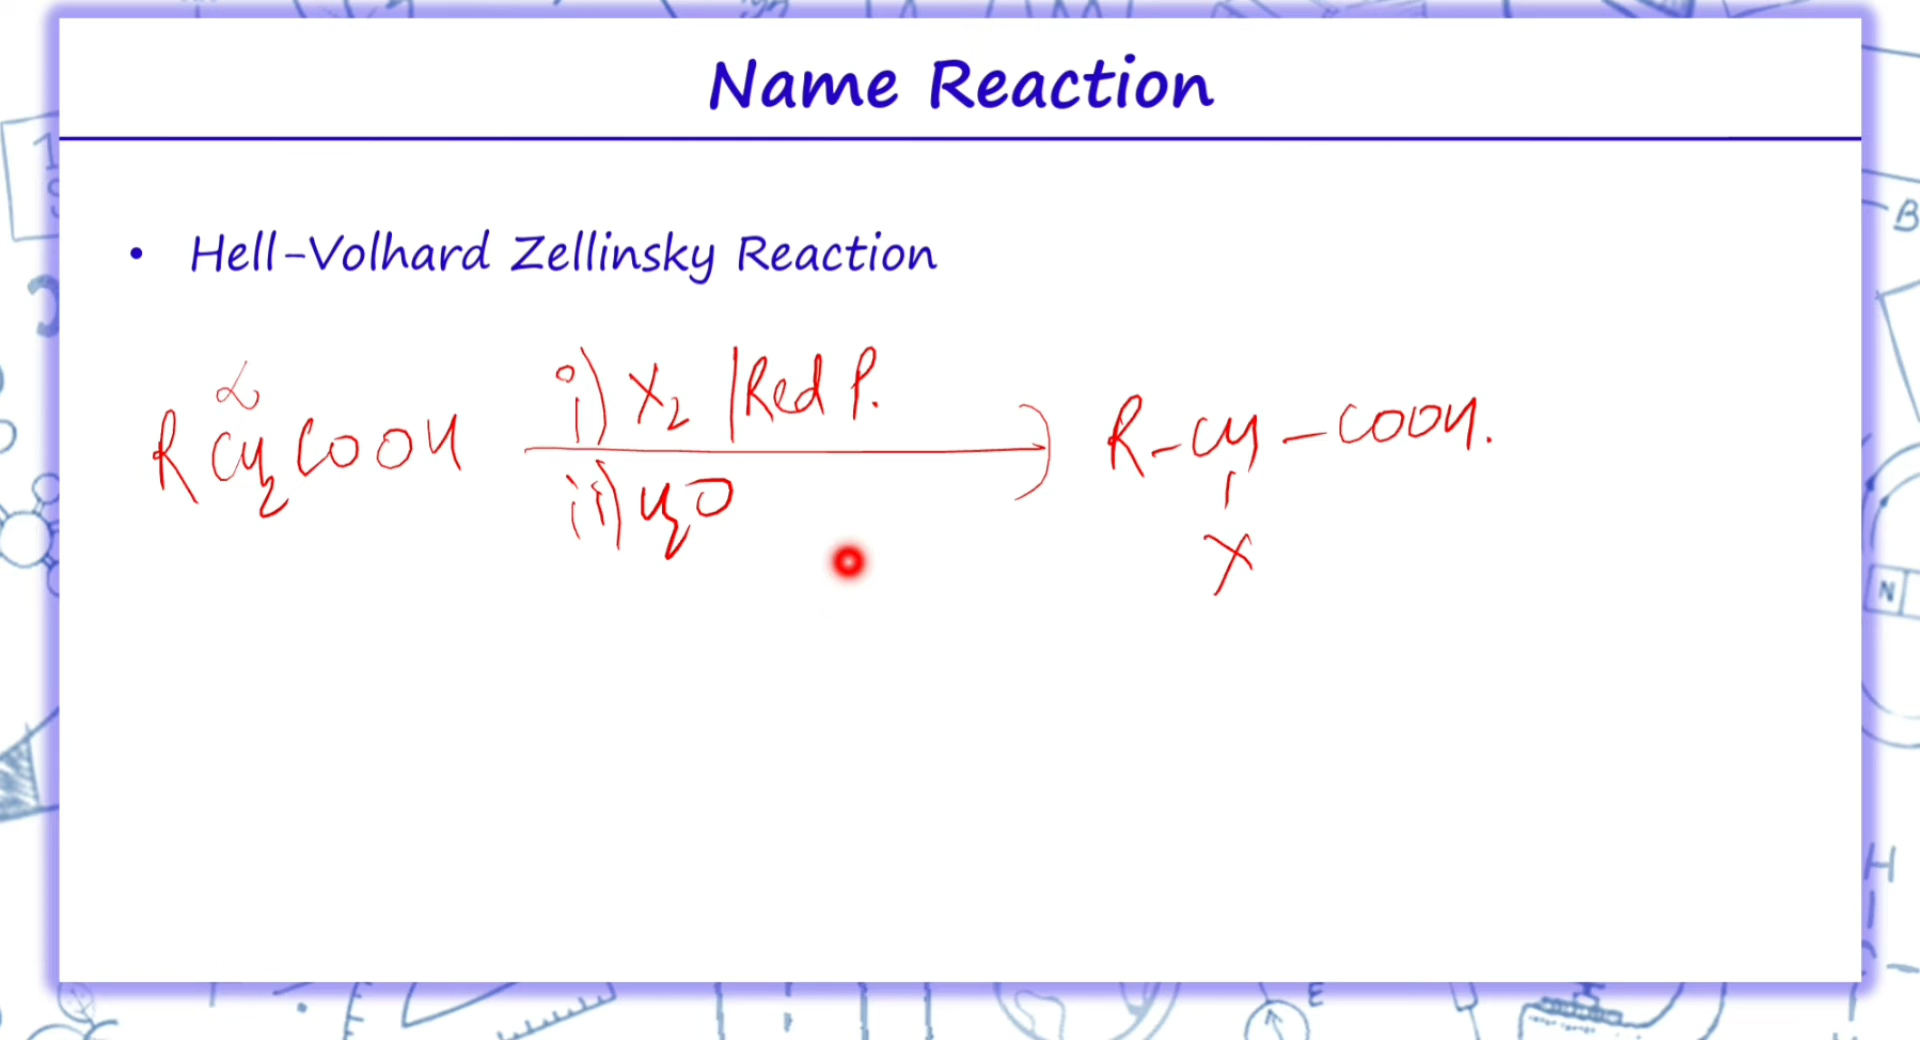 Name Reaction
• Hell-Volhard Zellinsky Reaction
α
RCH₂COOH i) X₂ | Red P. R-CH-COOH.
ii) H₂O
X
B
N
H
E